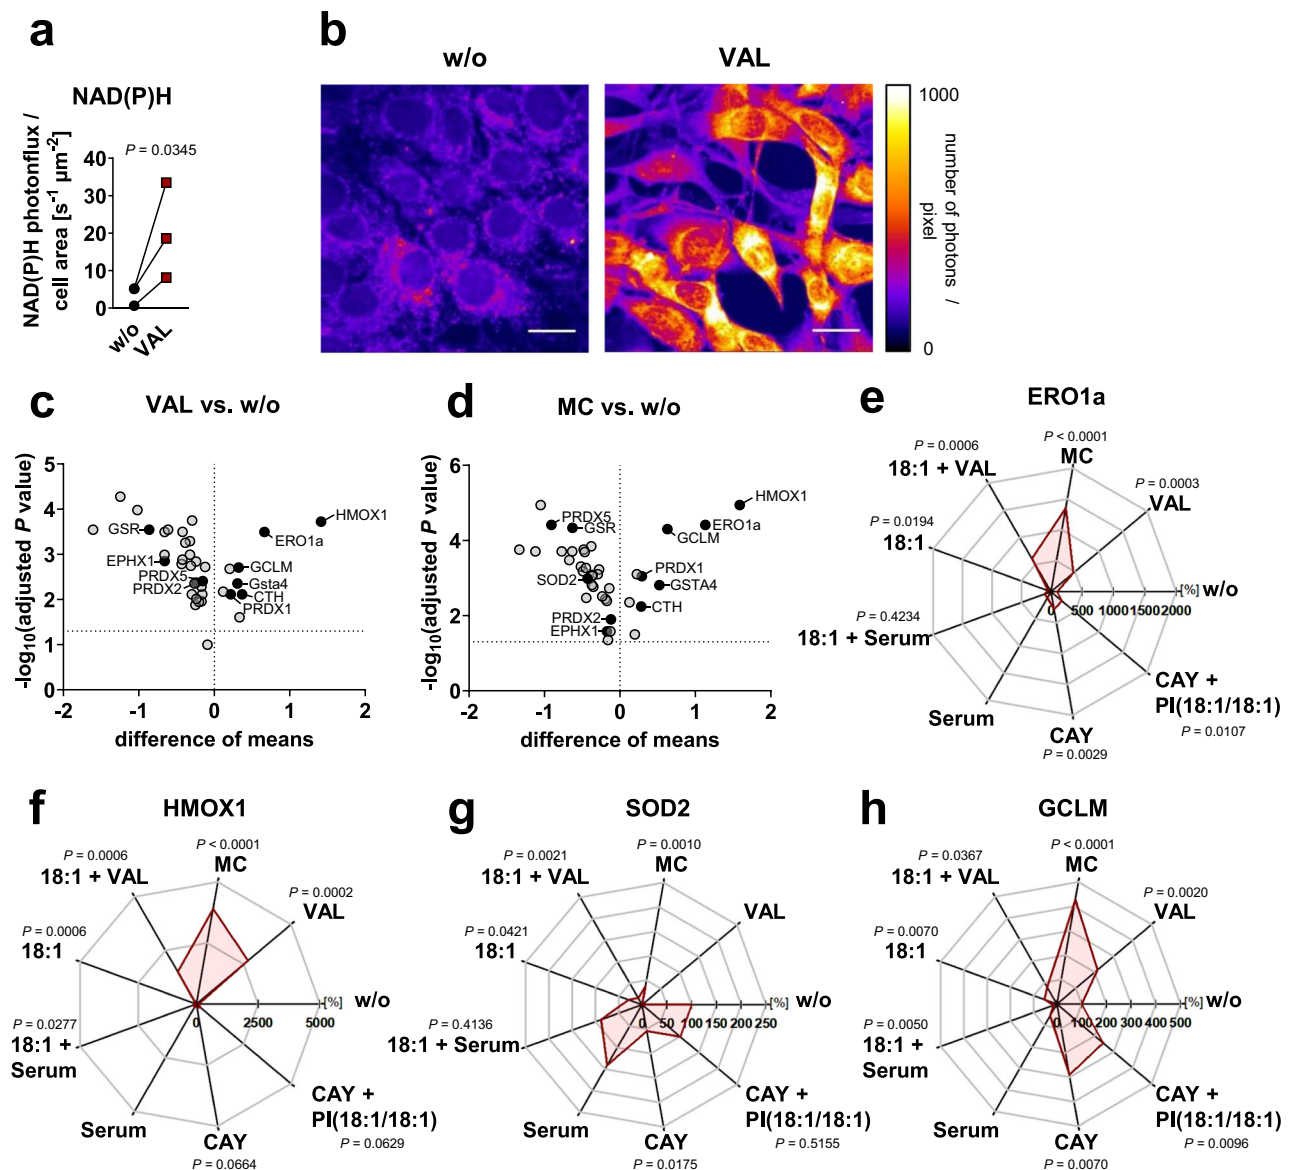 a
NAD(P)H
NAD(P)H photonflux /
cell area [s⁻¹ µm⁻²]
P = 0.0345
40
30
20
10
0
w/o
VAL
b
w/o
VAL
1000
0
number of photons /
pixel
c
VAL vs. w/o
-log₁₀(adjusted P value)
5
4
3
2
1
0
-2
-1
0
1
2
difference of means
HMOX1
ERO1a
GSR
EPHX1
PRDX5
PRDX2
GCLM
Gsta4
CTH
PRDX1
d
MC vs. w/o
-log₁₀(adjusted P value)
6
4
2
0
-2
-1
0
1
2
difference of means
HMOX1
ERO1a
GCLM
PRDX5
GSR
SOD2
PRDX1
GSTA4
CTH
PRDX2
EPHX1
e
ERO1a
P < 0.0001
MC
P = 0.0006
18:1 + VAL
P = 0.0003
VAL
P = 0.0194
18:1
[%] w/o
0 500 1000 1500 2000
P = 0.4234
18:1 + Serum
Serum
CAY
P = 0.0029
CAY +
PI(18:1/18:1)
P = 0.0107
f
HMOX1
P < 0.0001
MC
P = 0.0006
18:1 + VAL
P = 0.0002
VAL
P = 0.0006
18:1
[%] w/o
0 2500 5000
P = 0.0277
18:1 +
Serum
Serum
CAY
P = 0.0664
CAY +
PI(18:1/18:1)
P = 0.0629
g
SOD2
P = 0.0010
MC
P = 0.0021
18:1 + VAL
VAL
P = 0.0421
18:1
[%] w/o
0 50 100 150 200 250
P = 0.4136
18:1 + Serum
Serum
CAY
P = 0.0175
CAY +
PI(18:1/18:1)
P = 0.5155
h
GCLM
P < 0.0001
MC
P = 0.0367
18:1 + VAL
P = 0.0020
VAL
P = 0.0070
18:1
[%] w/o
0 100 200 300 400 500
P = 0.0050
18:1 +
Serum
Serum
CAY
P = 0.0070
CAY +
PI(18:1/18:1)
P = 0.0096